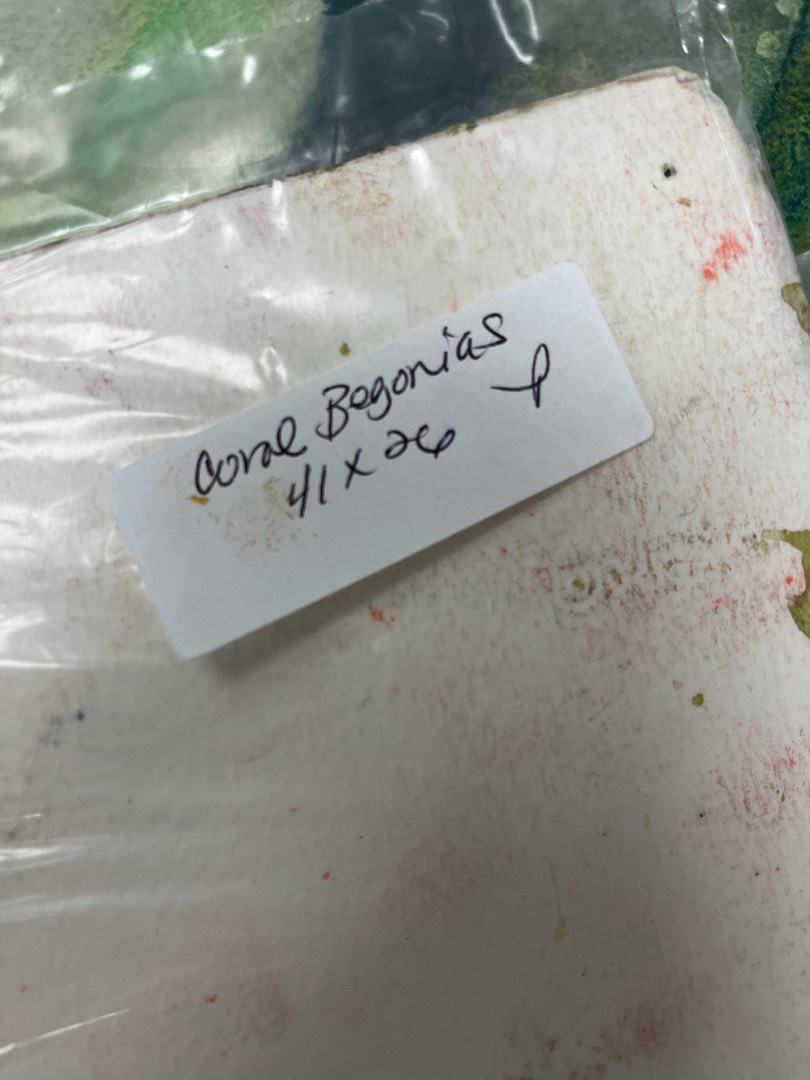 Coral Begonias
41 x 26